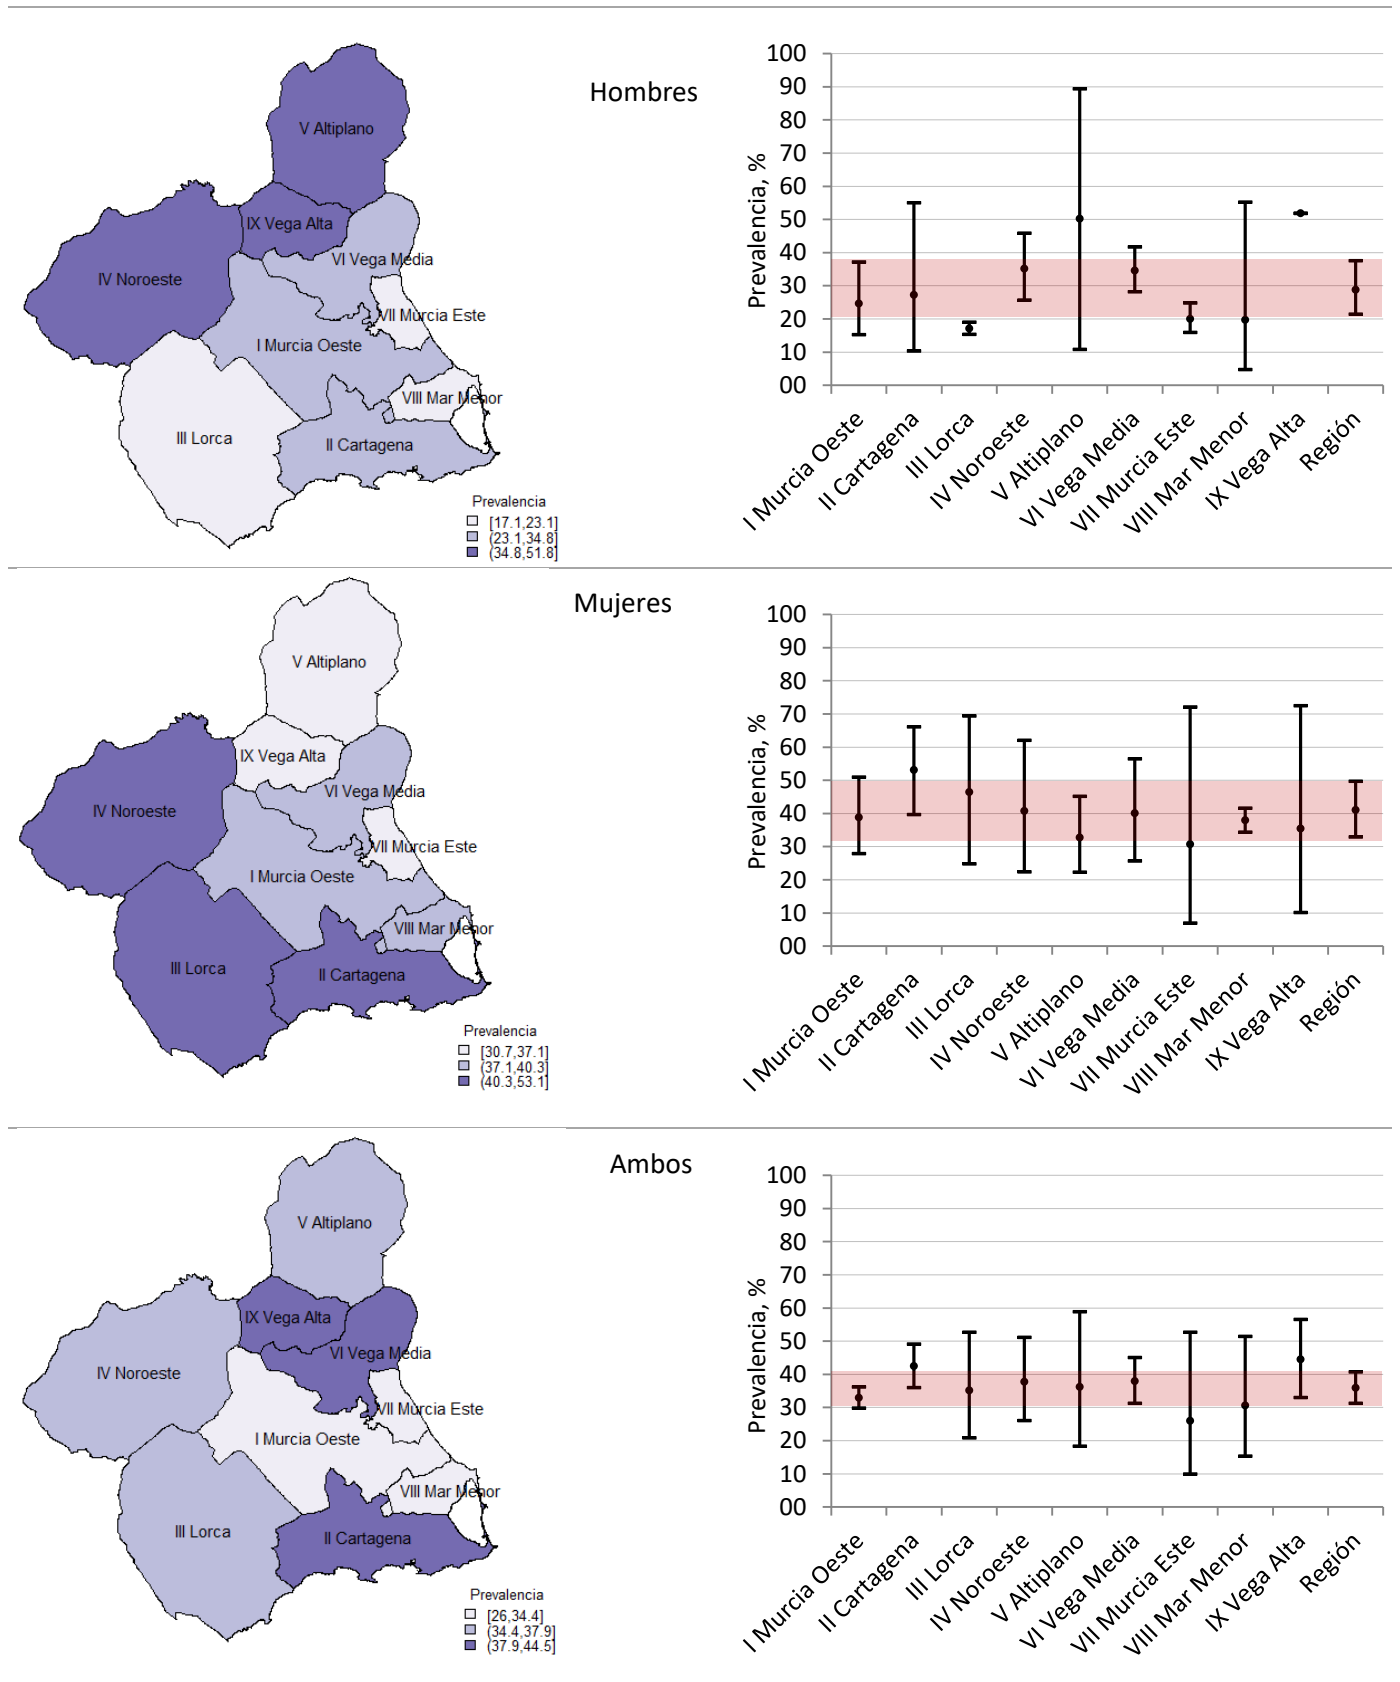 Hombres
V Altiplano
IX Vega Alta
VI Vega Media
IV Noroeste
VII Murcia Este
I Murcia Oeste
VIII Mar Menor
III Lorca
II Cartagena
Prevalencia
[17.1,23.1]
(23.1,34.8]
(34.8,51.8]
Prevalencia, %
100
90
80
70
60
50
40
30
20
10
00
I Murcia Oeste
II Cartagena
III Lorca
IV Noroeste
V Altiplano
VI Vega Media
VII Murcia Este
VIII Mar Menor
IX Vega Alta
Región
Mujeres
V Altiplano
IX Vega Alta
VI Vega Media
IV Noroeste
VII Murcia Este
I Murcia Oeste
VIII Mar Menor
III Lorca
II Cartagena
Prevalencia
[30.7,37.1]
(37.1,40.3]
(40.3,53.1]
Prevalencia, %
100
90
80
70
60
50
40
30
20
10
00
I Murcia Oeste
II Cartagena
III Lorca
IV Noroeste
V Altiplano
VI Vega Media
VII Murcia Este
VIII Mar Menor
IX Vega Alta
Región
Ambos
V Altiplano
IX Vega Alta
VI Vega Media
IV Noroeste
VII Murcia Este
I Murcia Oeste
VIII Mar Menor
III Lorca
II Cartagena
Prevalencia
[26,34.4]
(34.4,37.9]
(37.9,44.5]
Prevalencia, %
100
90
80
70
60
50
40
30
20
10
00
I Murcia Oeste
II Cartagena
III Lorca
IV Noroeste
V Altiplano
VI Vega Media
VII Murcia Este
VIII Mar Menor
IX Vega Alta
Región